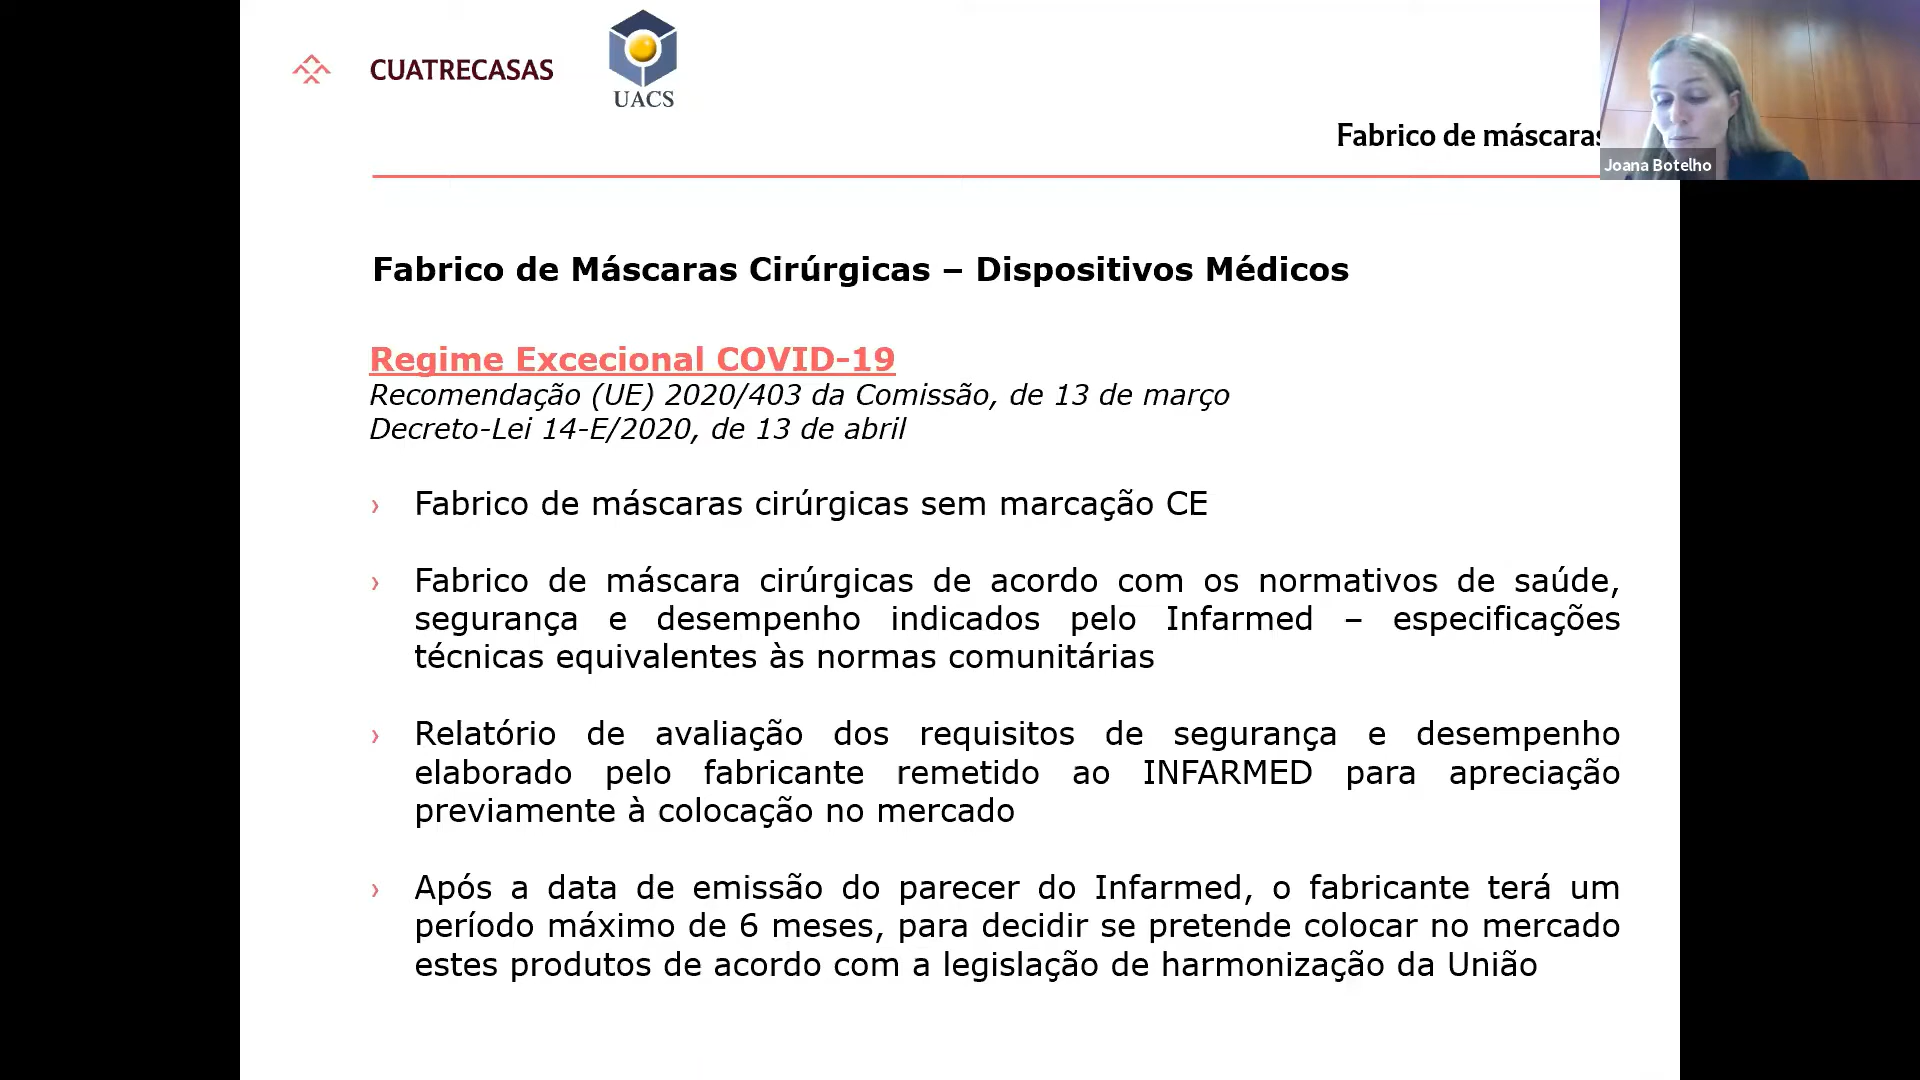 CUATRECASAS
UACS
Fabrico de máscaras
Joana Botelho
Fabrico de Máscaras Cirúrgicas – Dispositivos Médicos
Regime Excecional COVID-19
Recomendação (UE) 2020/403 da Comissão, de 13 de março
Decreto-Lei 14-E/2020, de 13 de abril
› Fabrico de máscaras cirúrgicas sem marcação CE
› Fabrico de máscara cirúrgicas de acordo com os normativos de saúde,
segurança e desempenho indicados pelo Infarmed – especificações
técnicas equivalentes às normas comunitárias
› Relatório de avaliação dos requisitos de segurança e desempenho
elaborado pelo fabricante remetido ao INFARMED para apreciação
previamente à colocação no mercado
› Após a data de emissão do parecer do Infarmed, o fabricante terá um
período máximo de 6 meses, para decidir se pretende colocar no mercado
estes produtos de acordo com a legislação de harmonização da União